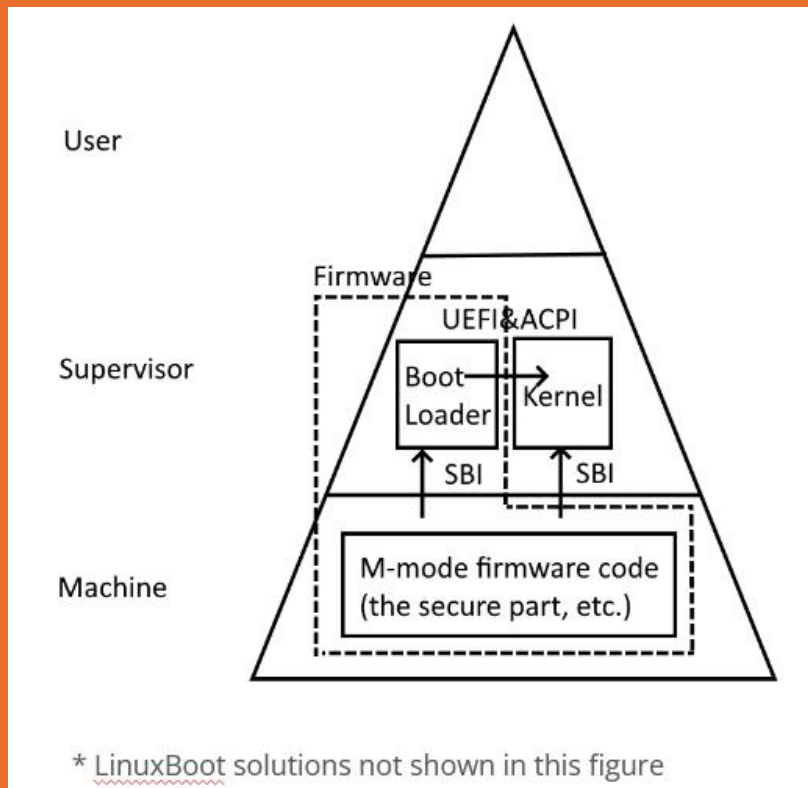 User
Firmware
UEFI&ACPI
Supervisor
Boot
Loader
Kernel
SBI
SBI
Machine
M-mode firmware code
(the secure part, etc.)
* LinuxBoot solutions not shown in this figure